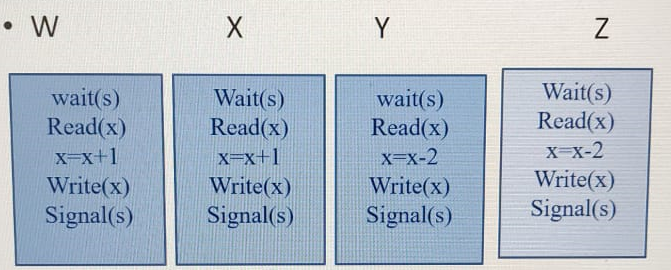 • W X Y Z
wait(s)
Read(x)
x=x+1
Write(x)
Signal(s)
Wait(s)
Read(x)
x=x+1
Write(x)
Signal(s)
wait(s)
Read(x)
x=x-2
Write(x)
Signal(s)
Wait(s)
Read(x)
x=x-2
Write(x)
Signal(s)